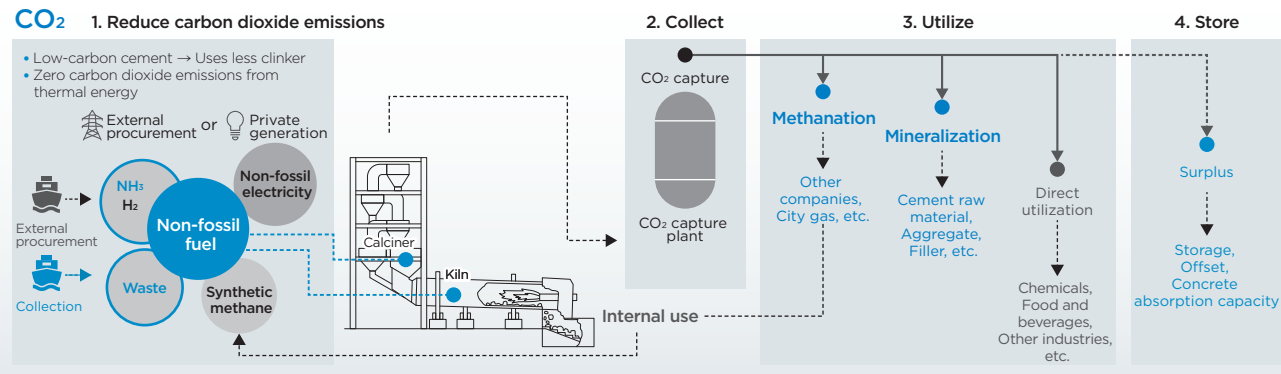 CO₂
1. Reduce carbon dioxide emissions
• Low-carbon cement → Uses less clinker
• Zero carbon dioxide emissions from
thermal energy
External
procurement
or
Private
generation
NH₃
H₂
Non-fossil
electricity
Non-fossil
fuel
External
procurement
Collection
Waste
Synthetic
methane
Calciner
Kiln
2. Collect
CO₂ capture
CO₂ capture
plant
Internal use
3. Utilize
Methanation
Other
companies,
City gas, etc.
Mineralization
Cement raw
material,
Aggregate,
Filler, etc.
Direct
utilization
Chemicals,
Food and
beverages,
Other industries,
etc.
4. Store
Surplus
Storage,
Offset,
Concrete
absorption capacity